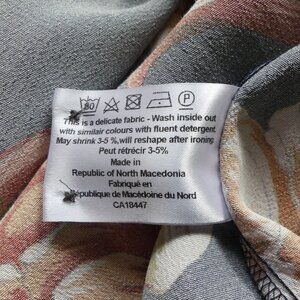 30 P
This is a delicate fabric - Wash inside out
with similair colours with fluent detergent.
May shrink 3-5 %,will reshape after ironing
Peut rétrécir 3-5%
Made in
Republic of North Macedonia
Fabriqué en
République de Macédoine du Nord
CA18447